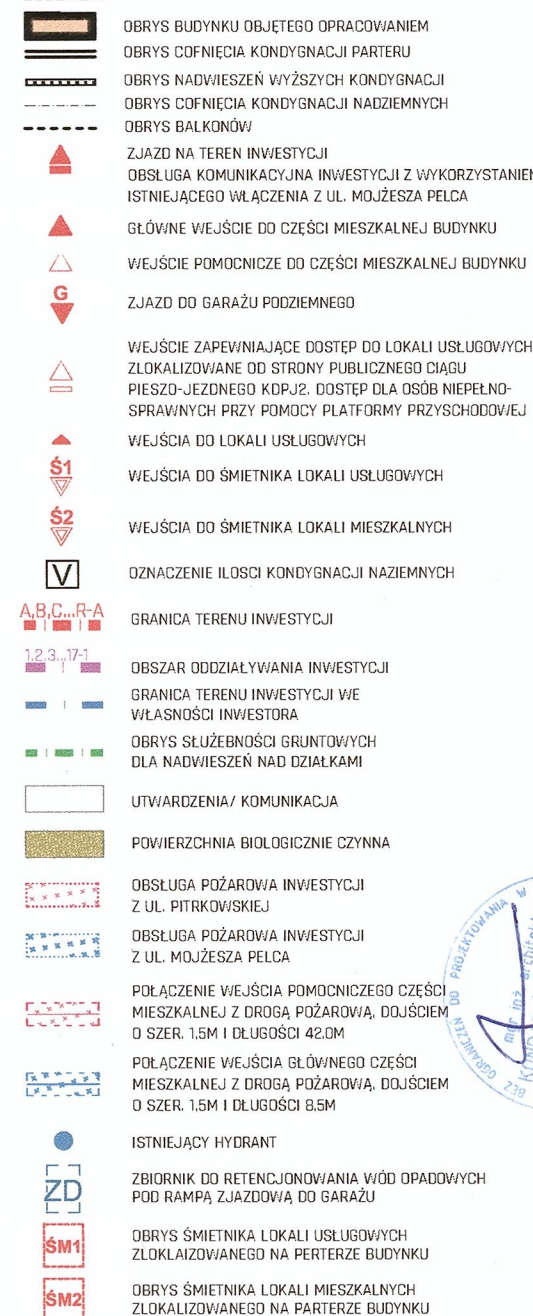 OBRYS BUDYNKU OBJĘTEGO OPRACOWANIEM
OBRYS COFNIĘCIA KONDYGNACJI PARTERU
OBRYS NADWIESZEŃ WYŻSZYCH KONDYGNACJI
OBRYS COFNIĘCIA KONDYGNACJI NADZIEMNYCH
OBRYS BALKONÓW
ZJAZD NA TEREN INWESTYCJI
OBSŁUGA KOMUNIKACYJNA INWESTYCJI Z WYKORZYSTANIEM
ISTNIEJĄCEGO WŁĄCZENIA Z UL. MOJŻESZA PELCA
GŁÓWNE WEJŚCIE DO CZĘŚCI MIESZKALNEJ BUDYNKU
WEJŚCIE POMOCNICZE DO CZĘŚCI MIESZKALNEJ BUDYNKU
G
ZJAZD DO GARAŻU PODZIEMNEGO
WEJŚCIE ZAPEWNIAJĄCE DOSTĘP DO LOKALI USŁUGOWYCH
ZLOKALIZOWANE OD STRONY PUBLICZNEGO CIĄGU
PIESZO-JEZDNEGO KDPJ2. DOSTĘP DLA OSÓB NIEPEŁNO-
SPRAWNYCH PRZY POMOCY PLATFORMY PRZYSCHODOWEJ
WEJŚCIA DO LOKALI USŁUGOWYCH
Ś1
WEJŚCIA DO ŚMIETNIKA LOKALI USŁUGOWYCH
Ś2
WEJŚCIA DO ŚMIETNIKA LOKALI MIESZKALNYCH
V
OZNACZENIE ILOSCI KONDYGNACJI NAZIEMNYCH
A,B,C...R-A
GRANICA TERENU INWESTYCJI
1,2,3...17-1
OBSZAR ODDZIAŁYWANIA INWESTYCJI
GRANICA TERENU INWESTYCJI WE
WŁASNOŚCI INWESTORA
OBRYS SŁUŻEBNOŚCI GRUNTOWYCH
DLA NADWIESZEŃ NAD DZIAŁKAMI
UTWARDZENIA/ KOMUNIKACJA
POWIERZCHNIA BIOLOGICZNIE CZYNNA
OBSŁUGA POŻAROWA INWESTYCJI
Z UL. PITRKOWSKIEJ
OBSŁUGA POŻAROWA INWESTYCJI
Z UL. MOJŻESZA PELCA
POŁĄCZENIE WEJŚCIA POMOCNICZEGO CZĘŚCI
MIESZKALNEJ Z DROGĄ POŻAROWĄ, DOJŚCIEM
O SZER. 1,5M I DŁUGOŚCI 42,0M
POŁĄCZENIE WEJŚCIA GŁÓWNEGO CZĘŚCI
MIESZKALNEJ Z DROGĄ POŻAROWĄ, DOJŚCIEM
O SZER. 1,5M I DŁUGOŚCI 8,5M
BEZ OGRANICZEŃ DO PROJEKTOWANIA W
mgr inż. architekt
ISTNIEJĄCY HYDRANT
ZD
ZBIORNIK DO RETENCJONOWANIA WÓD OPADOWYCH
POD RAMPĄ ZJAZDOWĄ DO GARAŻU
ŚM1
OBRYS ŚMIETNIKA LOKALI USŁUGOWYCH
ZLOKLAIZOWANEGO NA PERTERZE BUDYNKU
ŚM2
OBRYS ŚMIETNIKA LOKALI MIESZKALNYCH
ZLOKALIZOWANEGO NA PARTERZE BUDYNKU